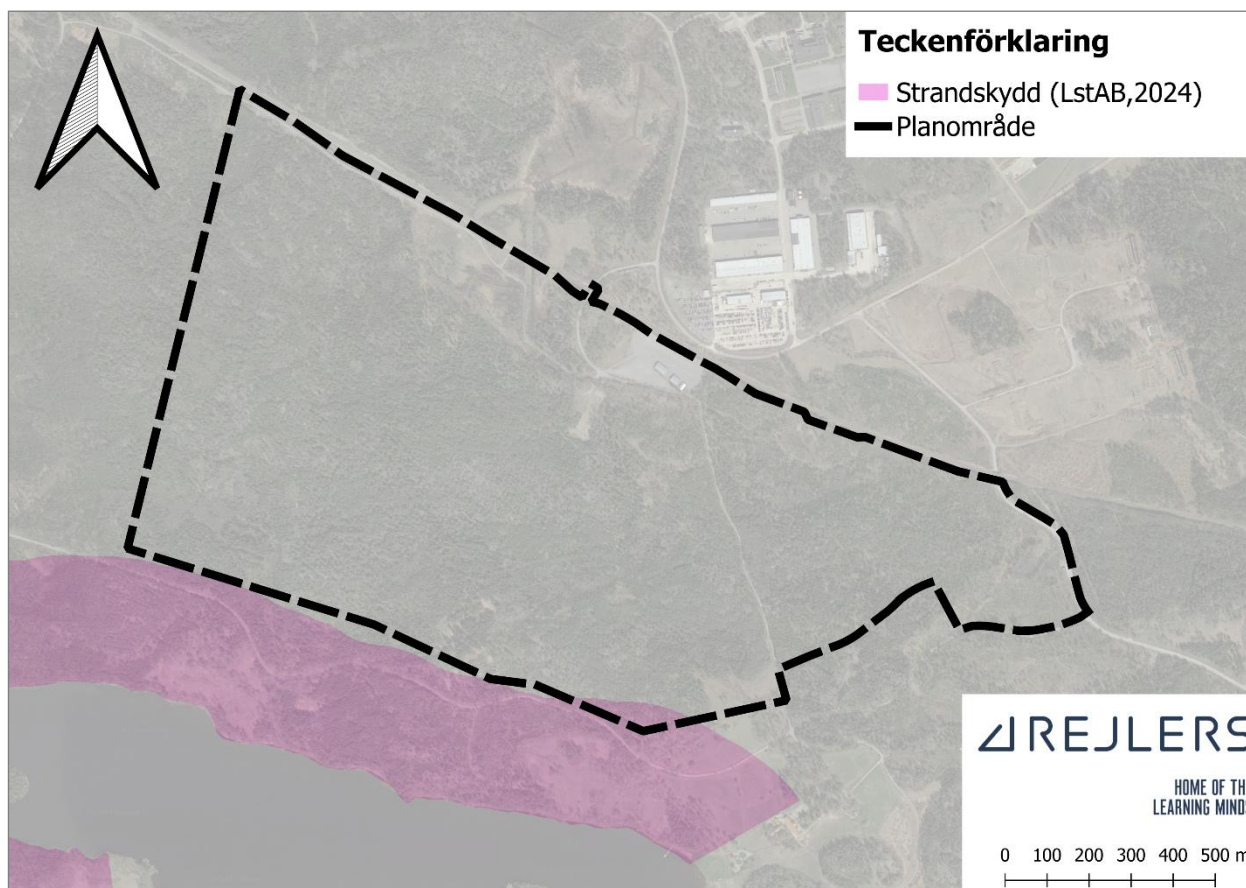 Teckenförklaring
Strandskydd (LstAB,2024)
Planområde
REJLERS
HOME OF TH
LEARNING MIND
0 100 200 300 400 500 m